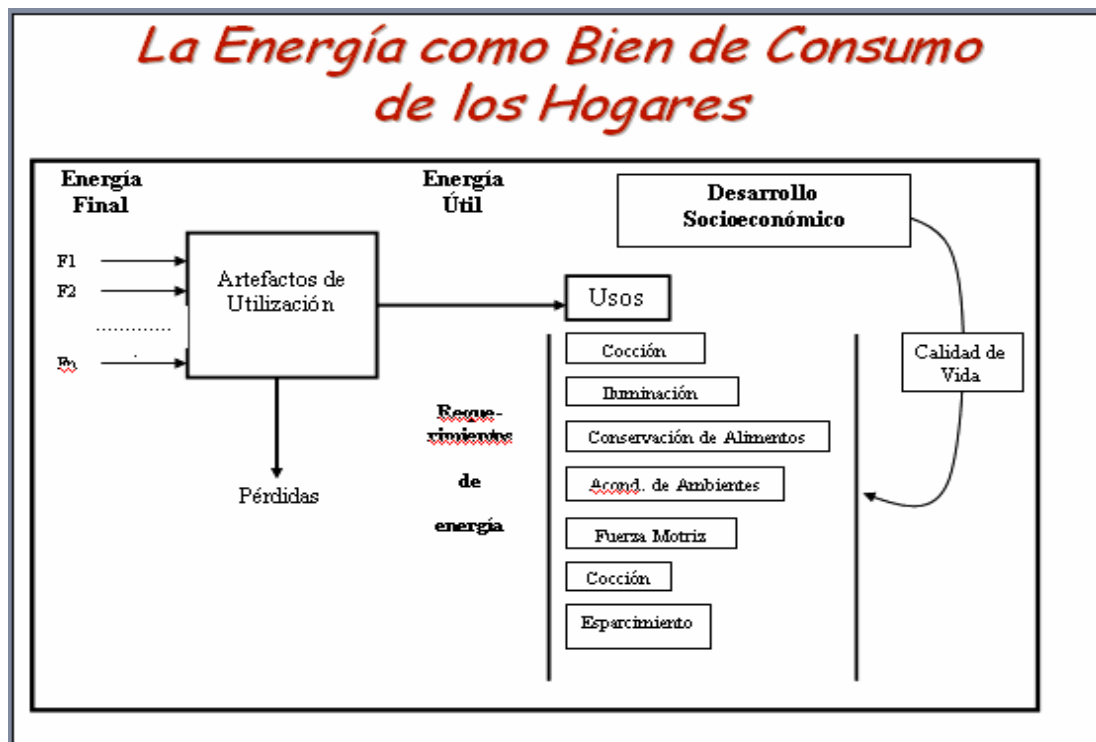 La Energía como Bien de Consumo
de los Hogares
Energía
Final
Energía
Útil
Desarrollo
Socioeconómico
F1
F2
.............
.
Fn
Artefactos de
Utilización
Usos
Cocción
Iluminación
Conservación de Alimentos
Acond. de Ambientes
Fuerza Motriz
Cocción
Esparcimiento
Calidad de
Vida
Reque-
rimientos
de
energía
Pérdidas